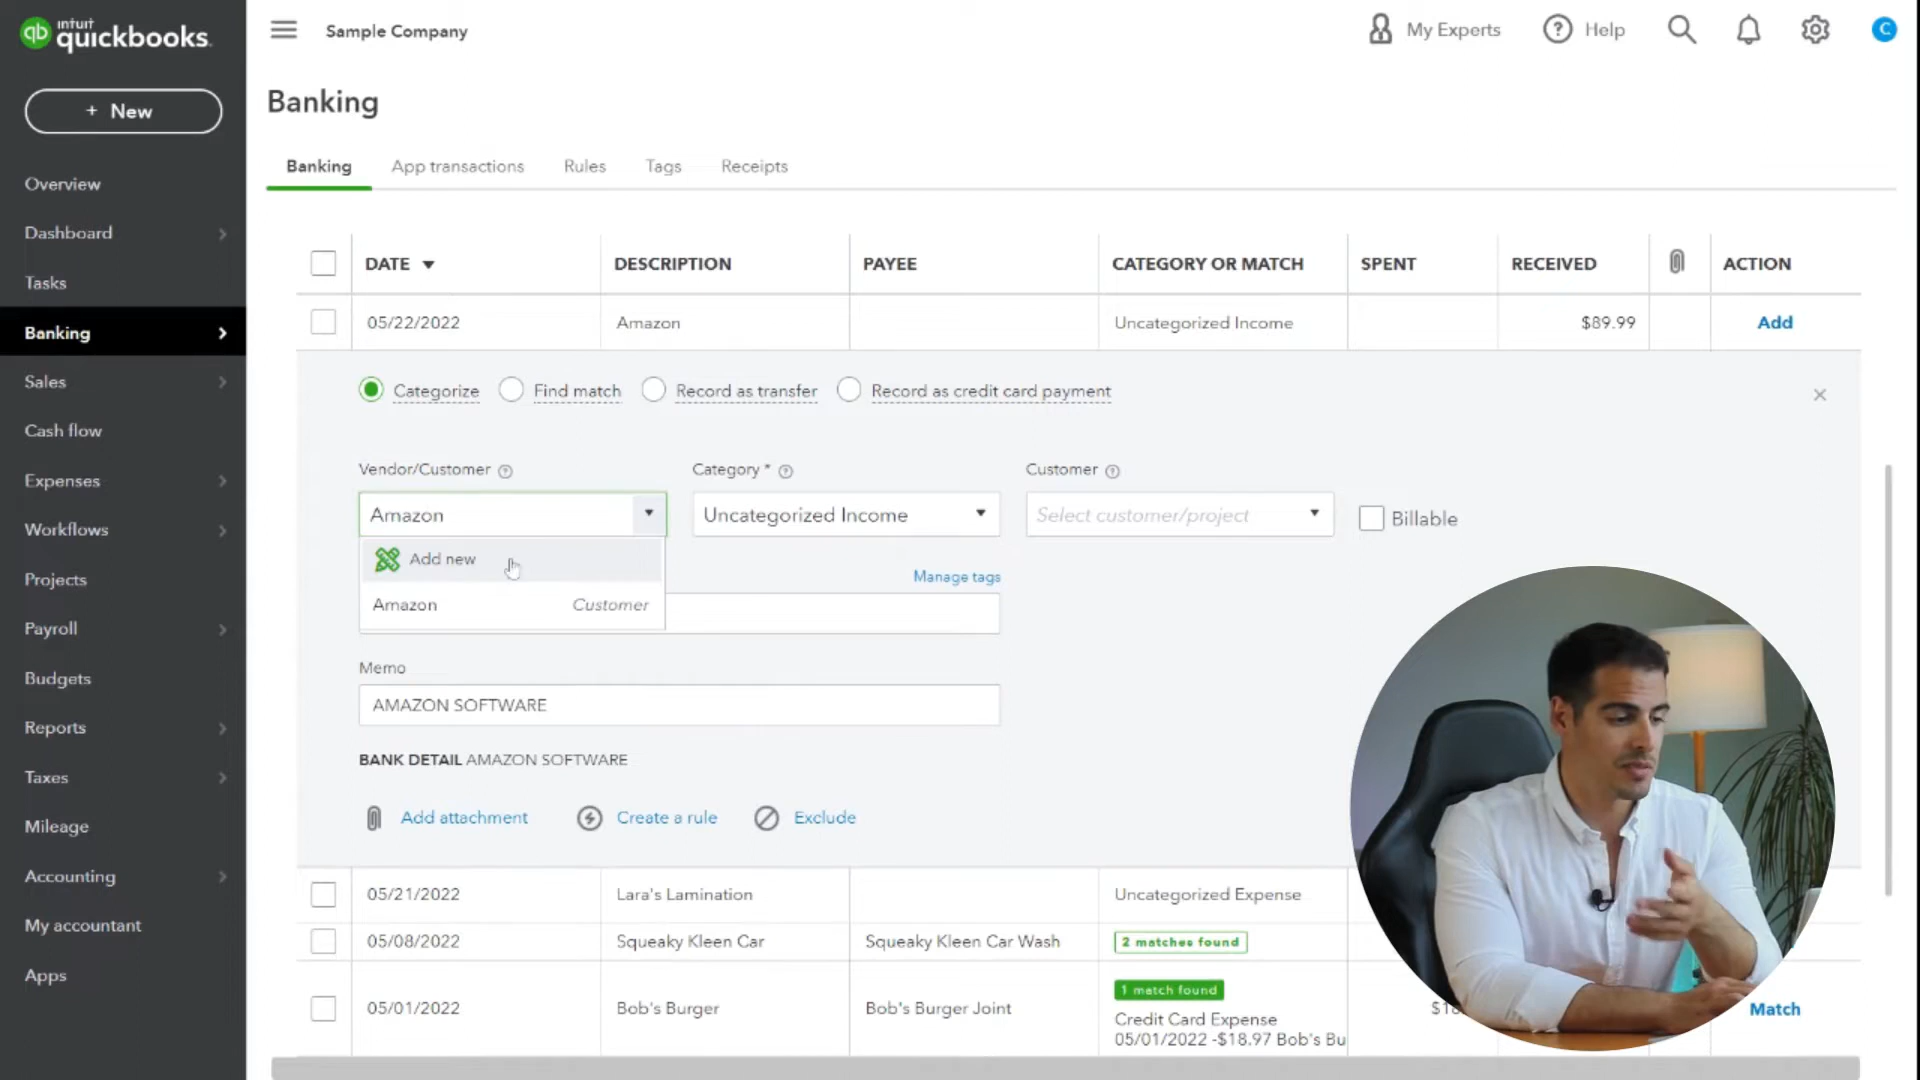 intuit
quickbooks.
Sample Company
My Experts
Help
C
+ New
Banking
Overview
Dashboard
Tasks
Banking
Sales
Cash flow
Expenses
Workflows
Projects
Payroll
Budgets
Reports
Taxes
Mileage
Accounting
My accountant
Apps
Banking App transactions Rules Tags Receipts
DATE DESCRIPTION PAYEE CATEGORY OR MATCH SPENT RECEIVED ACTION
05/22/2022 Amazon Uncategorized Income $89.99 Add
Categorize Find match Record as transfer Record as credit card payment
Vendor/Customer Category * Customer
Amazon Uncategorized Income Select customer/project Billable
Add new
Manage tags
Amazon Customer
Memo
AMAZON SOFTWARE
BANK DETAIL AMAZON SOFTWARE
Add attachment Create a rule Exclude
05/21/2022 Lara's Lamination Uncategorized Expense
05/08/2022 Squeaky Kleen Car Squeaky Kleen Car Wash 2 matches found
1 match found
05/01/2022 Bob's Burger Bob's Burger Joint Match
Credit Card Expense
05/01/2022 -$18.97 Bob's Bu